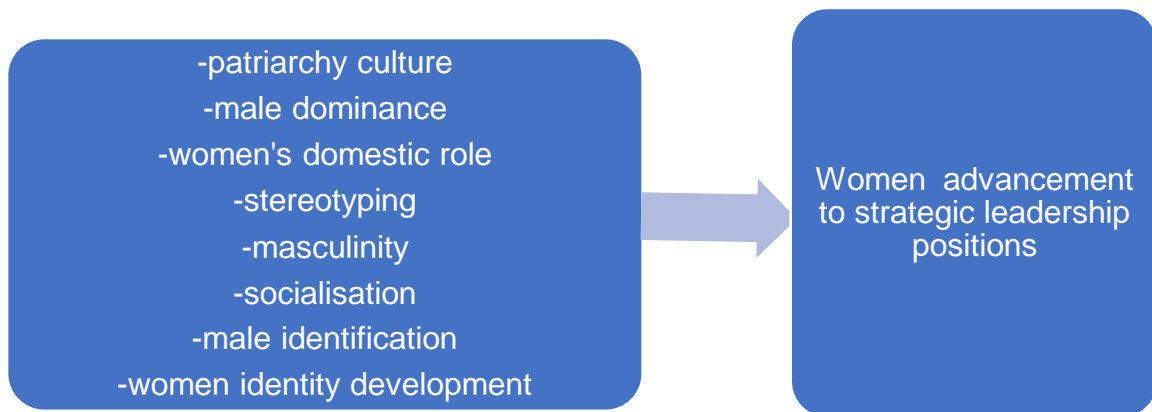 -patriarchy culture
-male dominance
-women's domestic role
-stereotyping
-masculinity
-socialisation
-male identification
-women identity development
Women advancement
to strategic leadership
positions